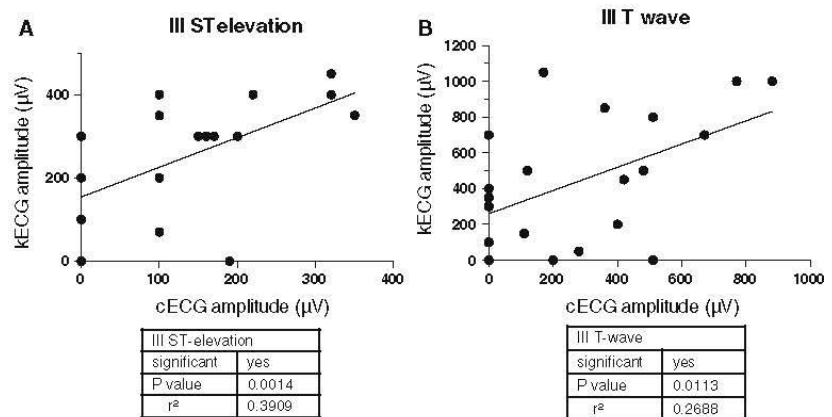 A
III ST elevation
kECG amplitude (µV)
400
200
0
0 100 200 300 400
cECG amplitude (µV)
III ST-elevation
significant yes
P value 0.0014
r² 0.3909
B
III T wave
kECG amplitude (µV)
1200
1000
800
600
400
200
0
0 200 400 600 800 1000
cECG amplitude (µV)
III T-wave
significant yes
P value 0.0113
r² 0.2688